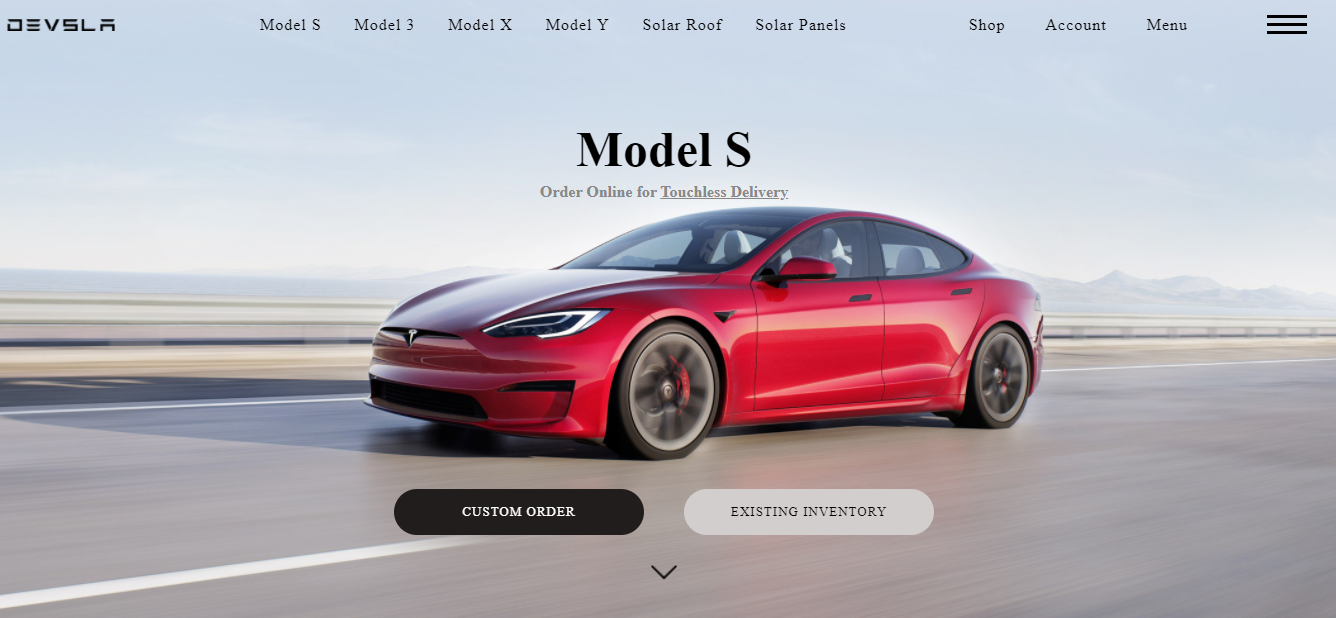 DEVSLA Model S Model 3 Model X Model Y Solar Roof Solar Panels Shop Account Menu
Model S
Order Online for Touchless Delivery
CUSTOM ORDER EXISTING INVENTORY